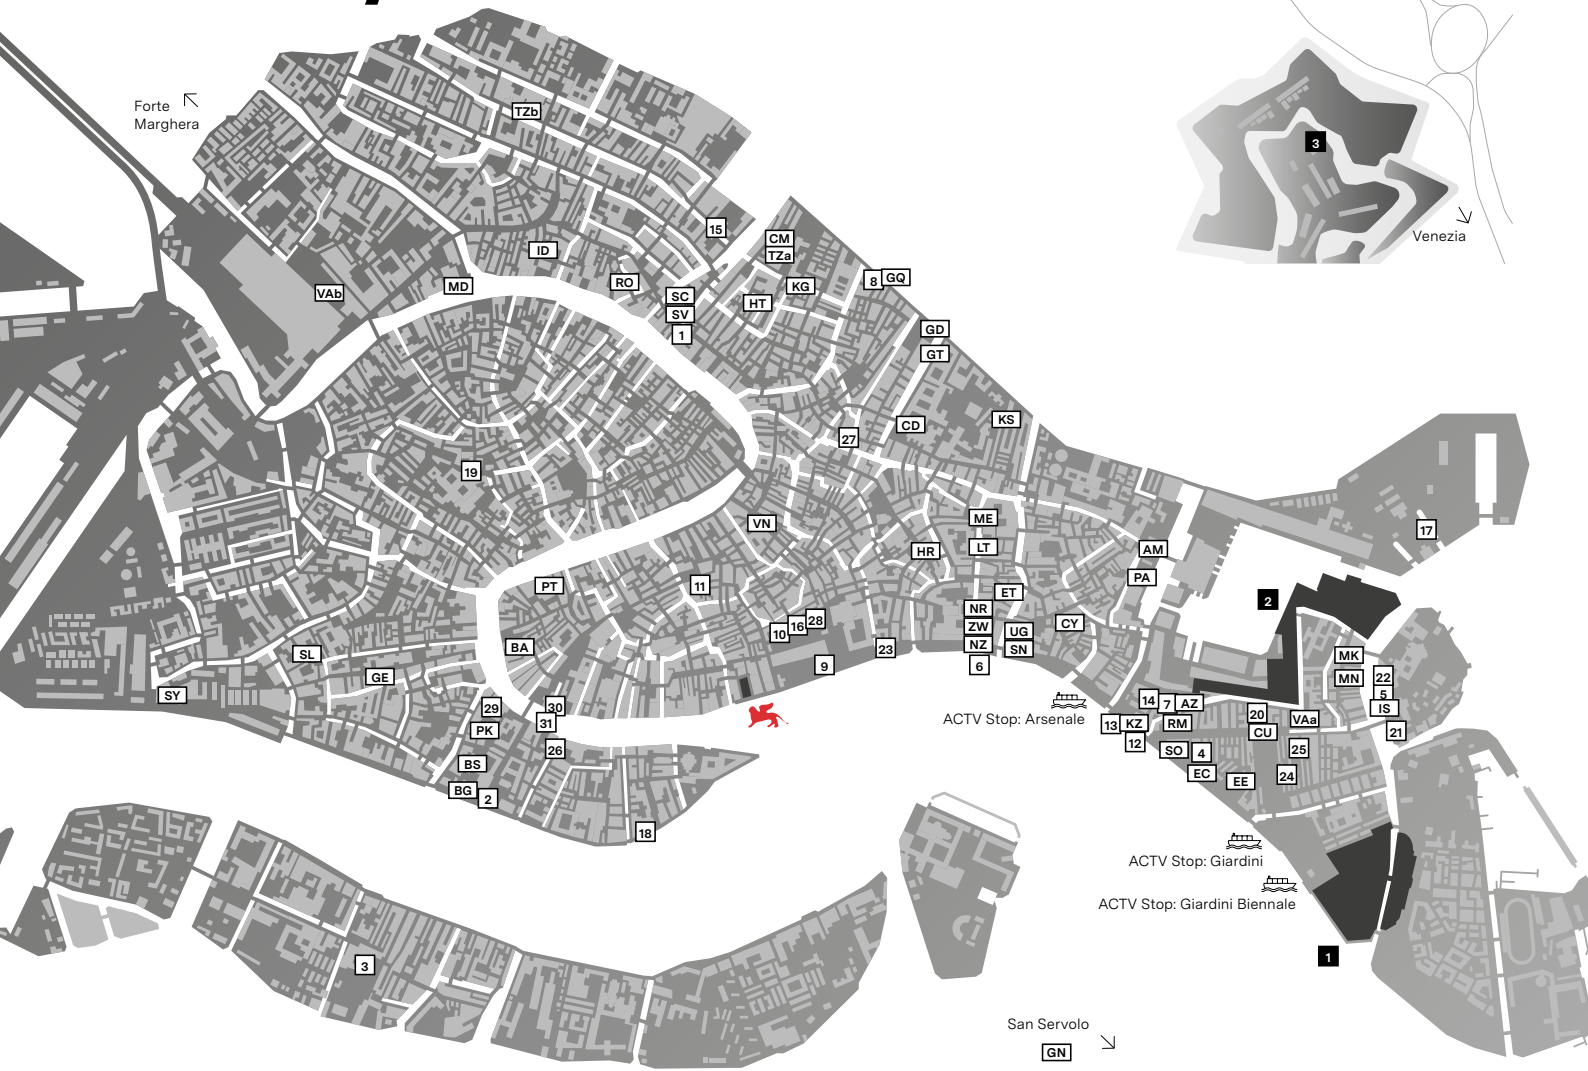 Forte
Marghera
TZb
3
Venezia
15
CM
TZa
ID
RO
MD
VAb
SC
SV
1
HT
KG
8
GQ
GD
GT
CD
KS
27
19
VN
ME
LT
HR
AM
PA
17
PT
11
ET
NR
ZW
NZ
6
UG
SN
CY
2
10
16
28
23
9
BA
SL
GE
SY
MK
MN
22
5
IS
21
29
30
31
PK
26
BS
BG
2
18
ACTV Stop: Arsenale
14
7
AZ
13
KZ
RM
12
SO
4
EC
EE
20
CU
VAa
25
24
ACTV Stop: Giardini
ACTV Stop: Giardini Biennale
1
3
San Servolo
GN